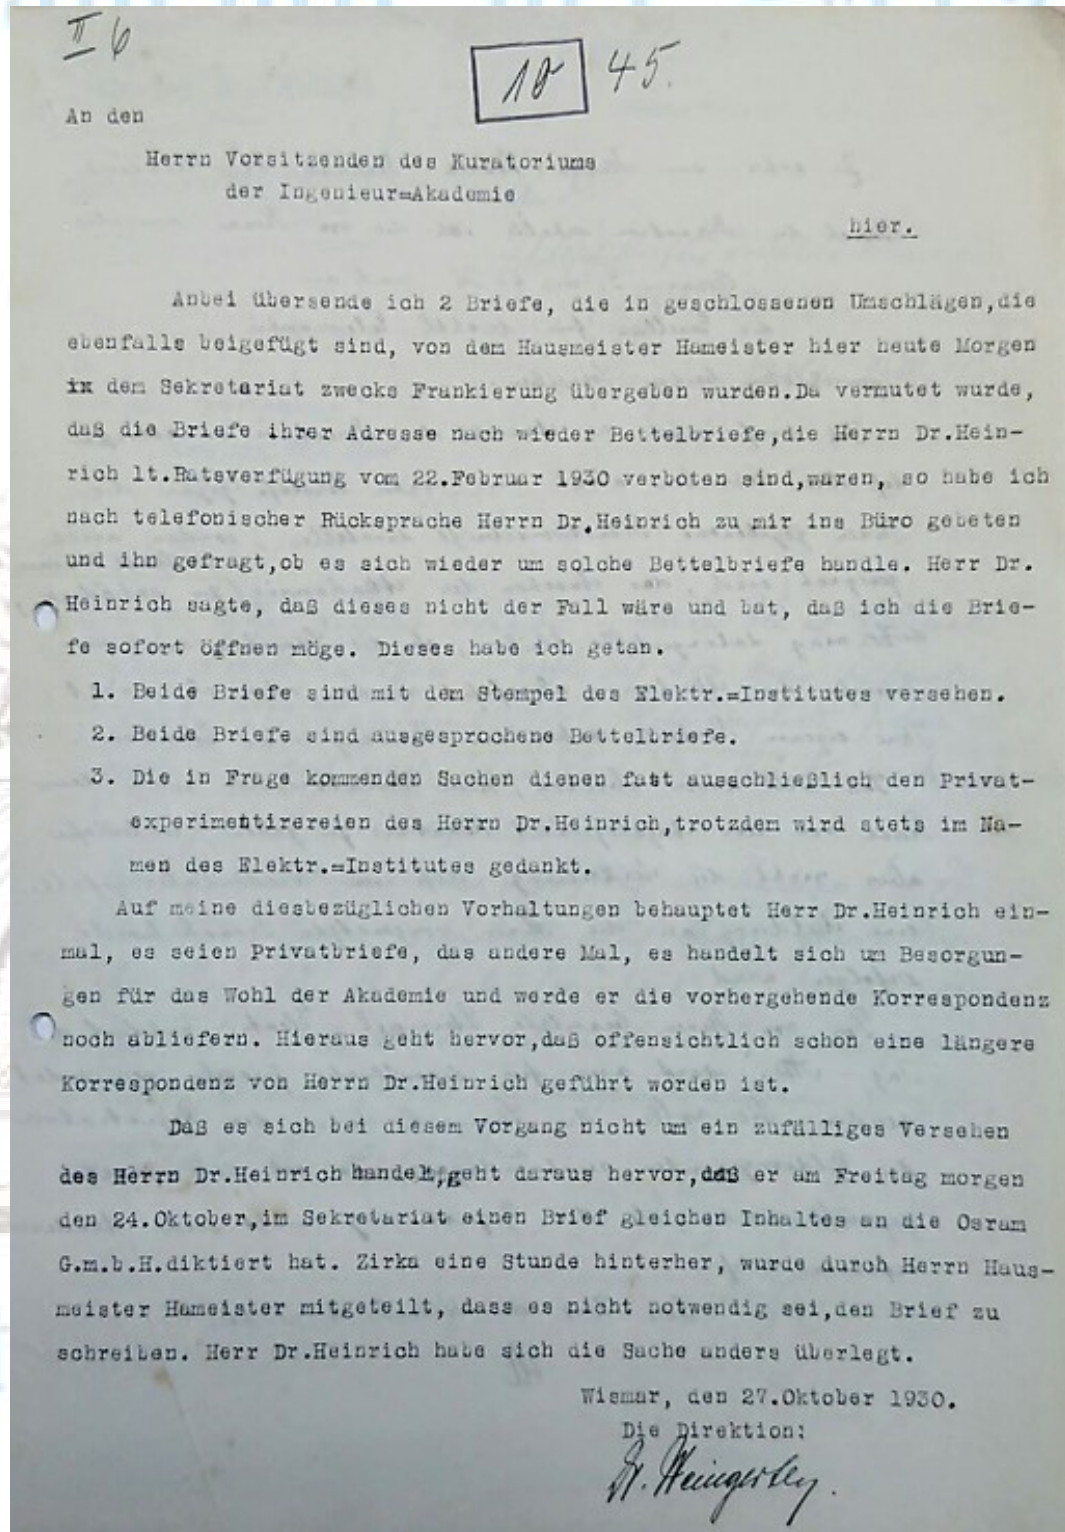 II 6
10 45.
An den
Herrn Vorsitzenden des Kuratoriums
der Ingenieur=Akademie
hier.
Anbei übersende ich 2 Briefe, die in geschlossenen Umschlägen,die
ebenfalls beigefügt sind, von dem Hausmeister Hameister hier heute Morgen
in dem Sekretariat zwecks Frankierung übergeben wurden.Da vermutet wurde,
daß die Briefe ihrer Adresse nach wieder Bettelbriefe,die Herrn Dr.Hein-
rich lt.Ratsverfügung vom 22.Februar 1930 verboten sind,waren, so habe ich
nach telefonischer Rücksprache Herrn Dr.Heinrich zu mir ins Büro gebeten
und ihn gefragt,ob es sich wieder um solche Bettelbriefe handle. Herr Dr.
Heinrich sagte, daß dieses nicht der Fall wäre und bat, daß ich die Brie-
fe sofort öffnen möge. Dieses habe ich getan.
1. Beide Briefe sind mit dem Stempel des Elektr.=Institutes versehen.
2. Beide Briefe sind ausgesprochene Bettelbriefe.
3. Die in Frage kommenden Sachen dienen fast ausschließlich den Privat-
experimentirereien des Herrn Dr.Heinrich,trotzdem wird stets im Na-
men des Elektr.=Institutes gedankt.
Auf meine diesbezüglichen Vorhaltungen behauptet Herr Dr.Heinrich ein-
mal, es seien Privatbriefe, das andere Mal, es handelt sich um Besorgun-
gen für das Wohl der Akademie und werde er die vorhergehende Korrespondenz
noch abliefern. Hieraus geht hervor,daß offensichtlich schon eine längere
Korrespondenz von Herrn Dr.Heinrich geführt worden ist.
Daß es sich bei diesem Vorgang nicht um ein zufälliges Versehen
des Herrn Dr.Heinrich handelt,geht daraus hervor,daß er am Freitag morgen
den 24.Oktober,im Sekretariat einen Brief gleichen Inhaltes an die Osram
G.m.b.H.diktiert hat. Zirka eine Stunde hinterher, wurde durch Herrn Haus-
meister Hameister mitgeteilt, dass es nicht notwendig sei,den Brief zu
schreiben. Herr Dr.Heinrich habe sich die Sache anders überlegt.
Wismar, den 27.Oktober 1930.
Die Direktion:
Dr.